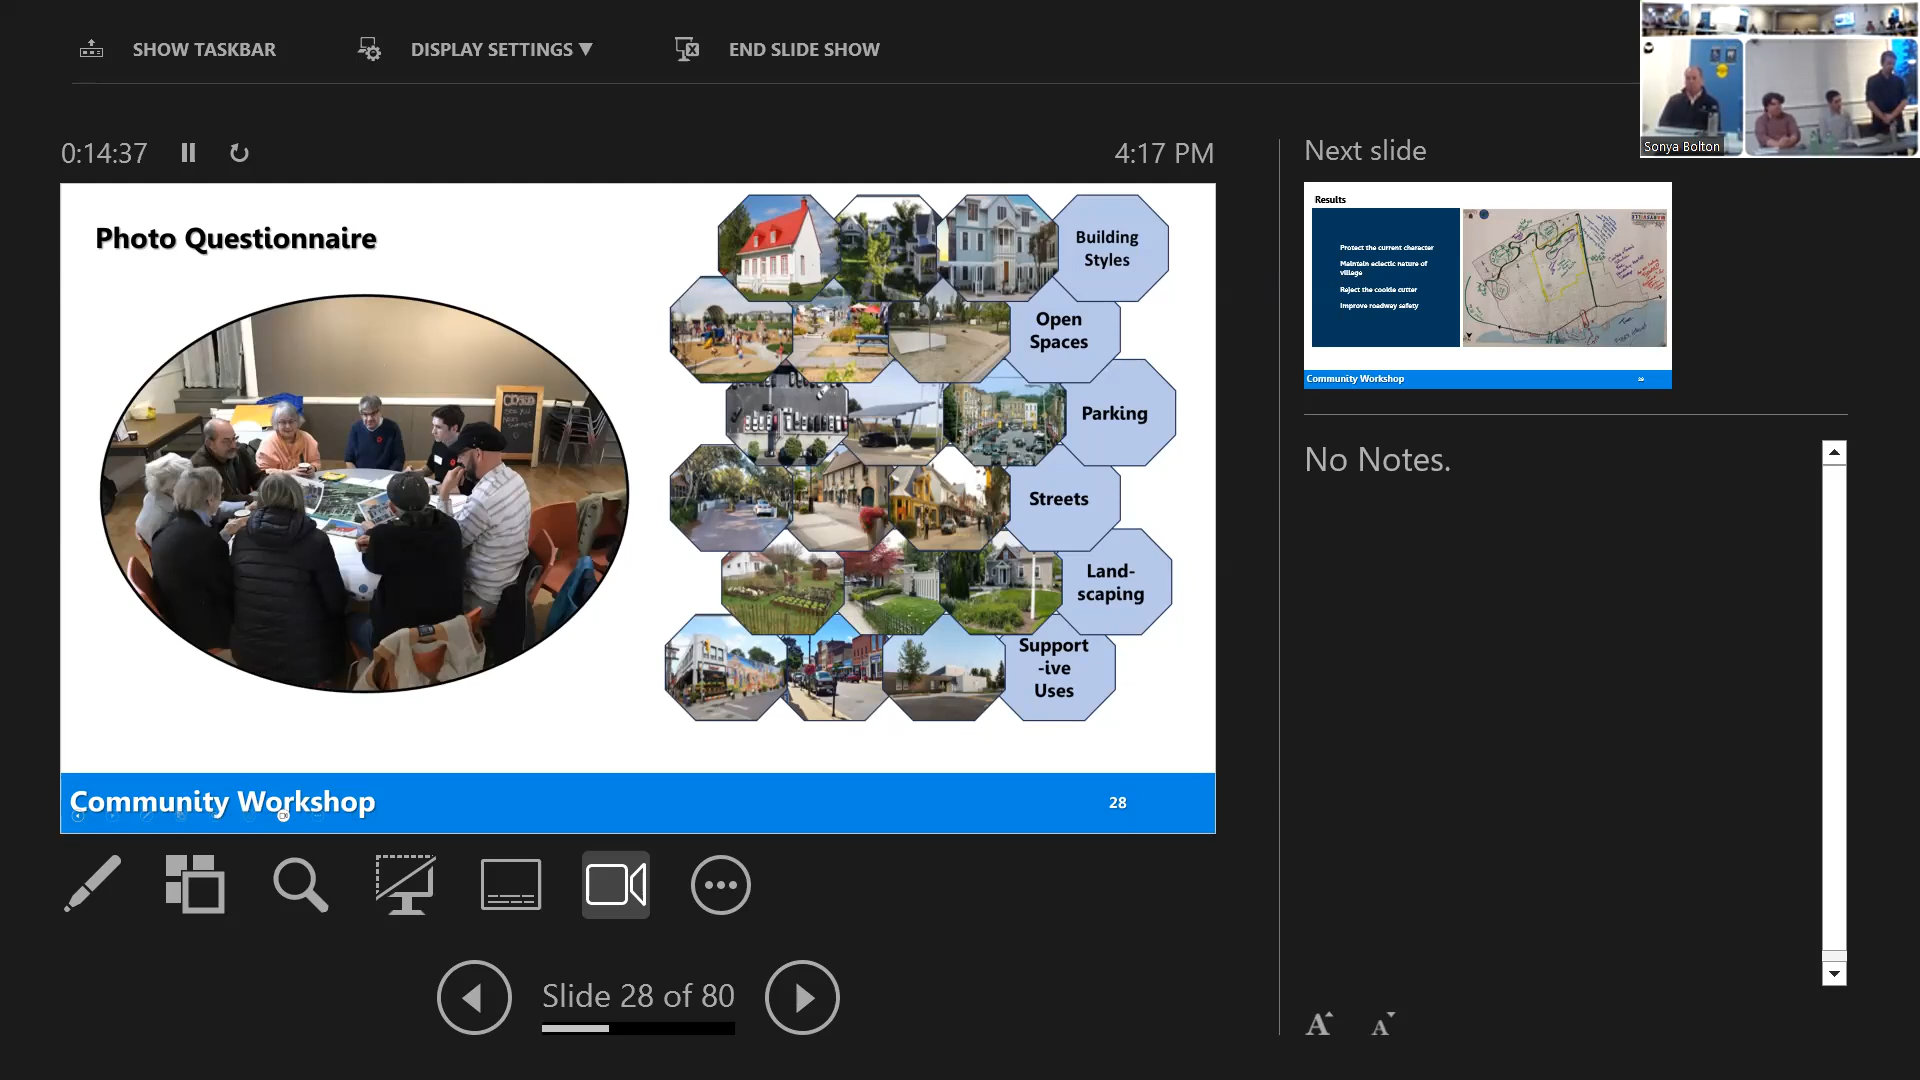 SHOW TASKBAR
DISPLAY SETTINGS ▼
END SLIDE SHOW
Sonya Bolton
0:14:37
4:17 PM
Next slide
Photo Questionnaire
Building
Styles
Open
Spaces
Parking
Streets
Land-
scaping
Support
-ive
Uses
CLOSED
Community Workshop
28
Results
Protect the current character
Maintain eclectic nature of
village
Reject the cookie cutter
Improve roadway safety
Community Workshop
29
No Notes.
Slide 28 of 80
A
A